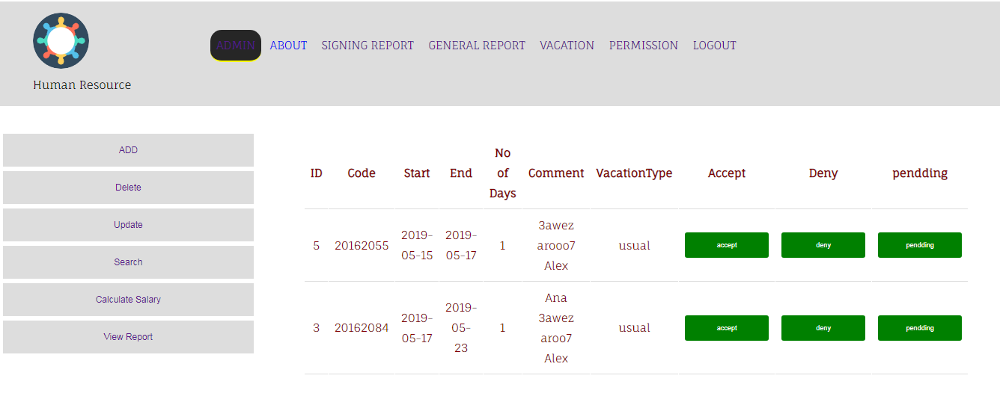 Human Resource
ADMIN ABOUT SIGNING REPORT GENERAL REPORT VACATION PERMISSION LOGOUT
ADD
Delete
Update
Search
Calculate Salary
View Report
ID Code Start End No of Days Comment VacationType Accept Deny pendding
5 20162055 2019-05-15 2019-05-17 1 3awez arooo7 Alex usual accept deny pendding
3 20162084 2019-05-17 2019-05-23 1 Ana 3awez aroo7 Alex usual accept deny pendding